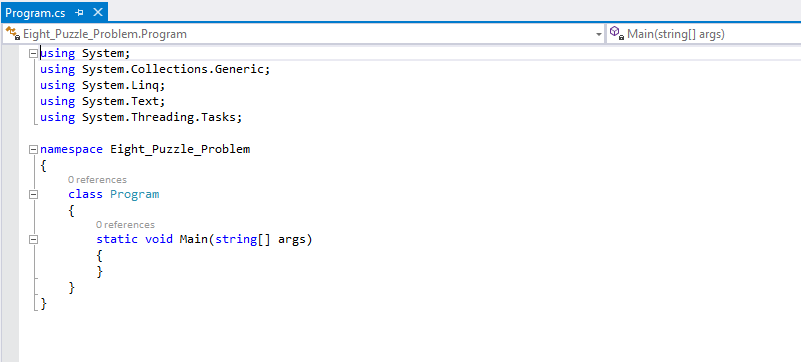 Program.cs
Eight_Puzzle_Problem.Program
Main(string[] args)
using System;
using System.Collections.Generic;
using System.Linq;
using System.Text;
using System.Threading.Tasks;
namespace Eight_Puzzle_Problem
{
0 references
class Program
{
0 references
static void Main(string[] args)
{
}
}
}